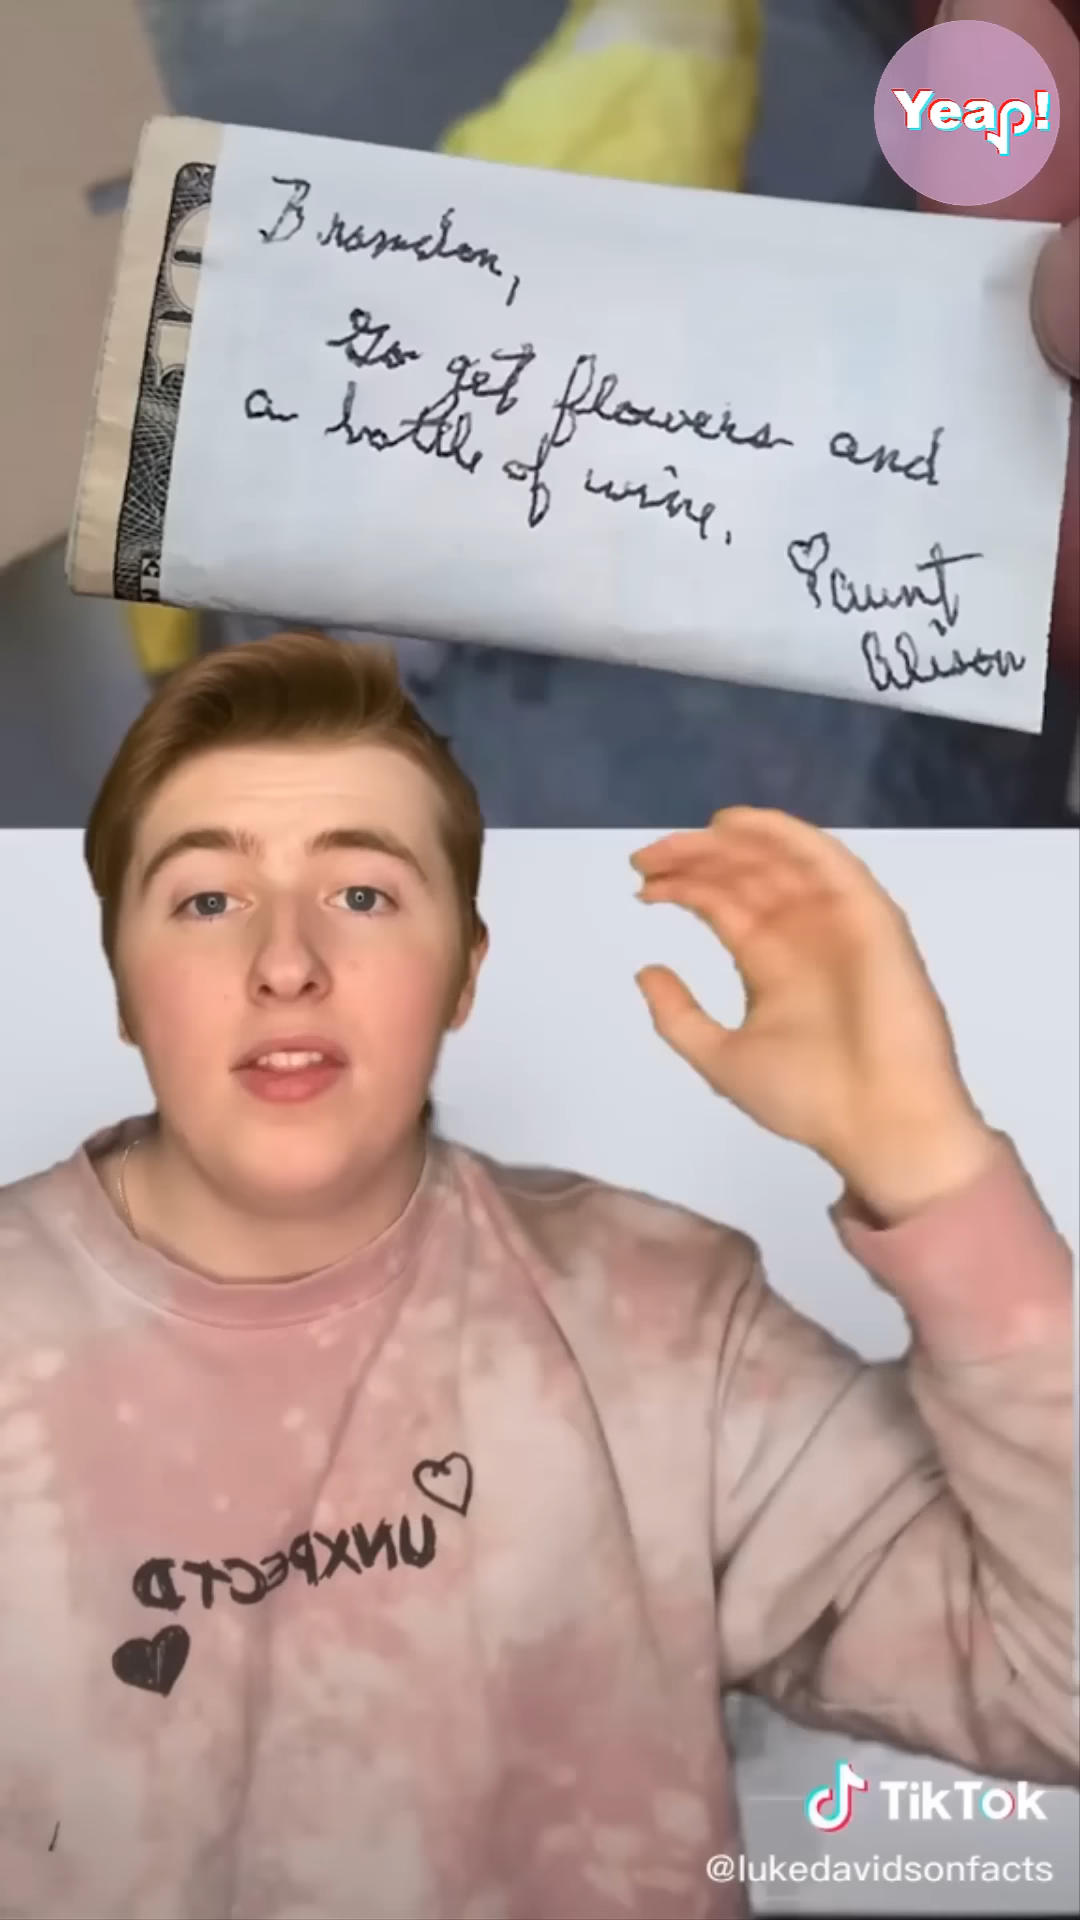 Yeap!
Brandon,
Go get flowers and
a bottle of wine.
aunt
Alison
UNXPECTD
TikTok
@lukedavidsonfacts